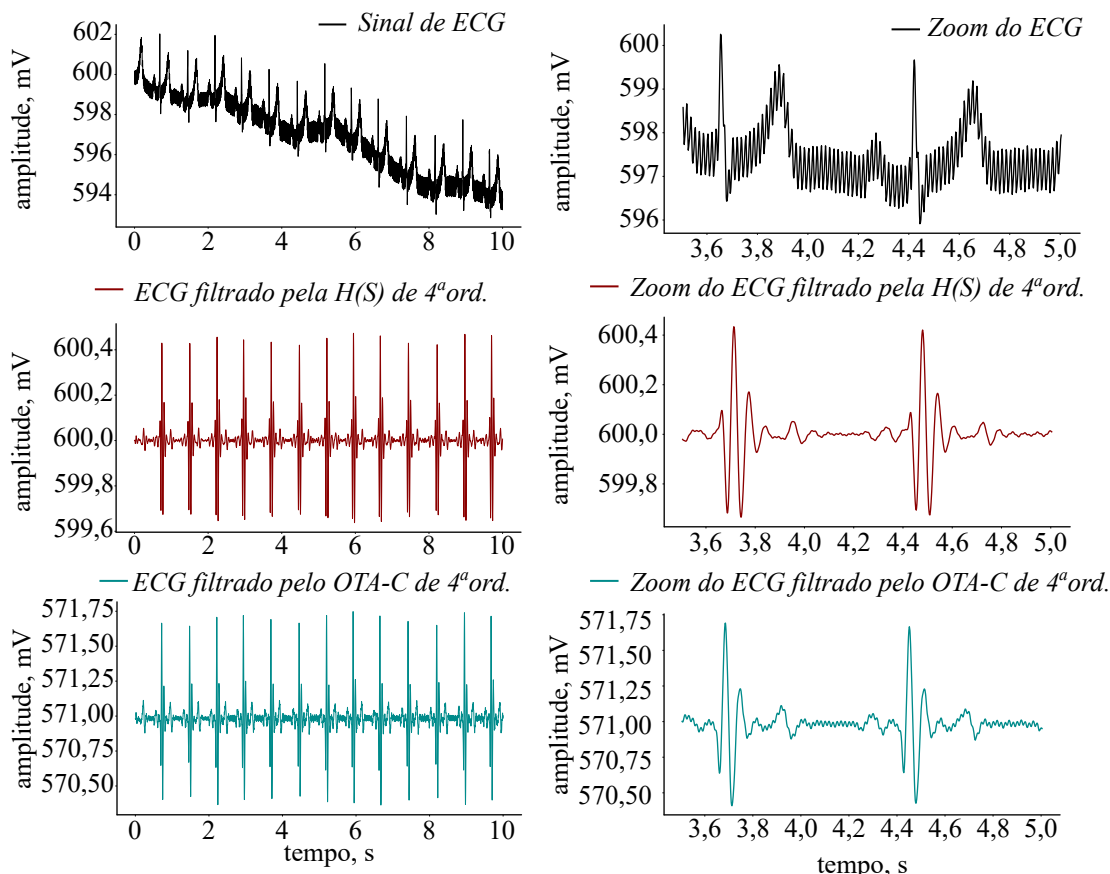 Sinal de ECG
amplitude, mV
602
600
598
596
594
0 2 4 6 8 10
Zoom do ECG
amplitude, mV
600
599
598
597
596
3,6 3,8 4,0 4,2 4,4 4,6 4,8 5,0
ECG filtrado pela H(S) de 4ªord.
amplitude, mV
600,4
600,2
600,0
599,8
599,6
0 2 4 6 8 10
Zoom do ECG filtrado pela H(S) de 4ªord.
amplitude, mV
600,4
600,2
600,0
599,8
3,6 3,8 4,0 4,2 4,4 4,6 4,8 5,0
ECG filtrado pelo OTA-C de 4ªord.
amplitude, mV
571,75
571,50
571,25
571,00
570,75
570,50
0 2 4 6 8 10
tempo, s
Zoom do ECG filtrado pelo OTA-C de 4ªord.
amplitude, mV
571,75
571,50
571,25
571,00
570,75
570,50
3,6 3,8 4,0 4,2 4,4 4,6 4,8 5,0
tempo, s